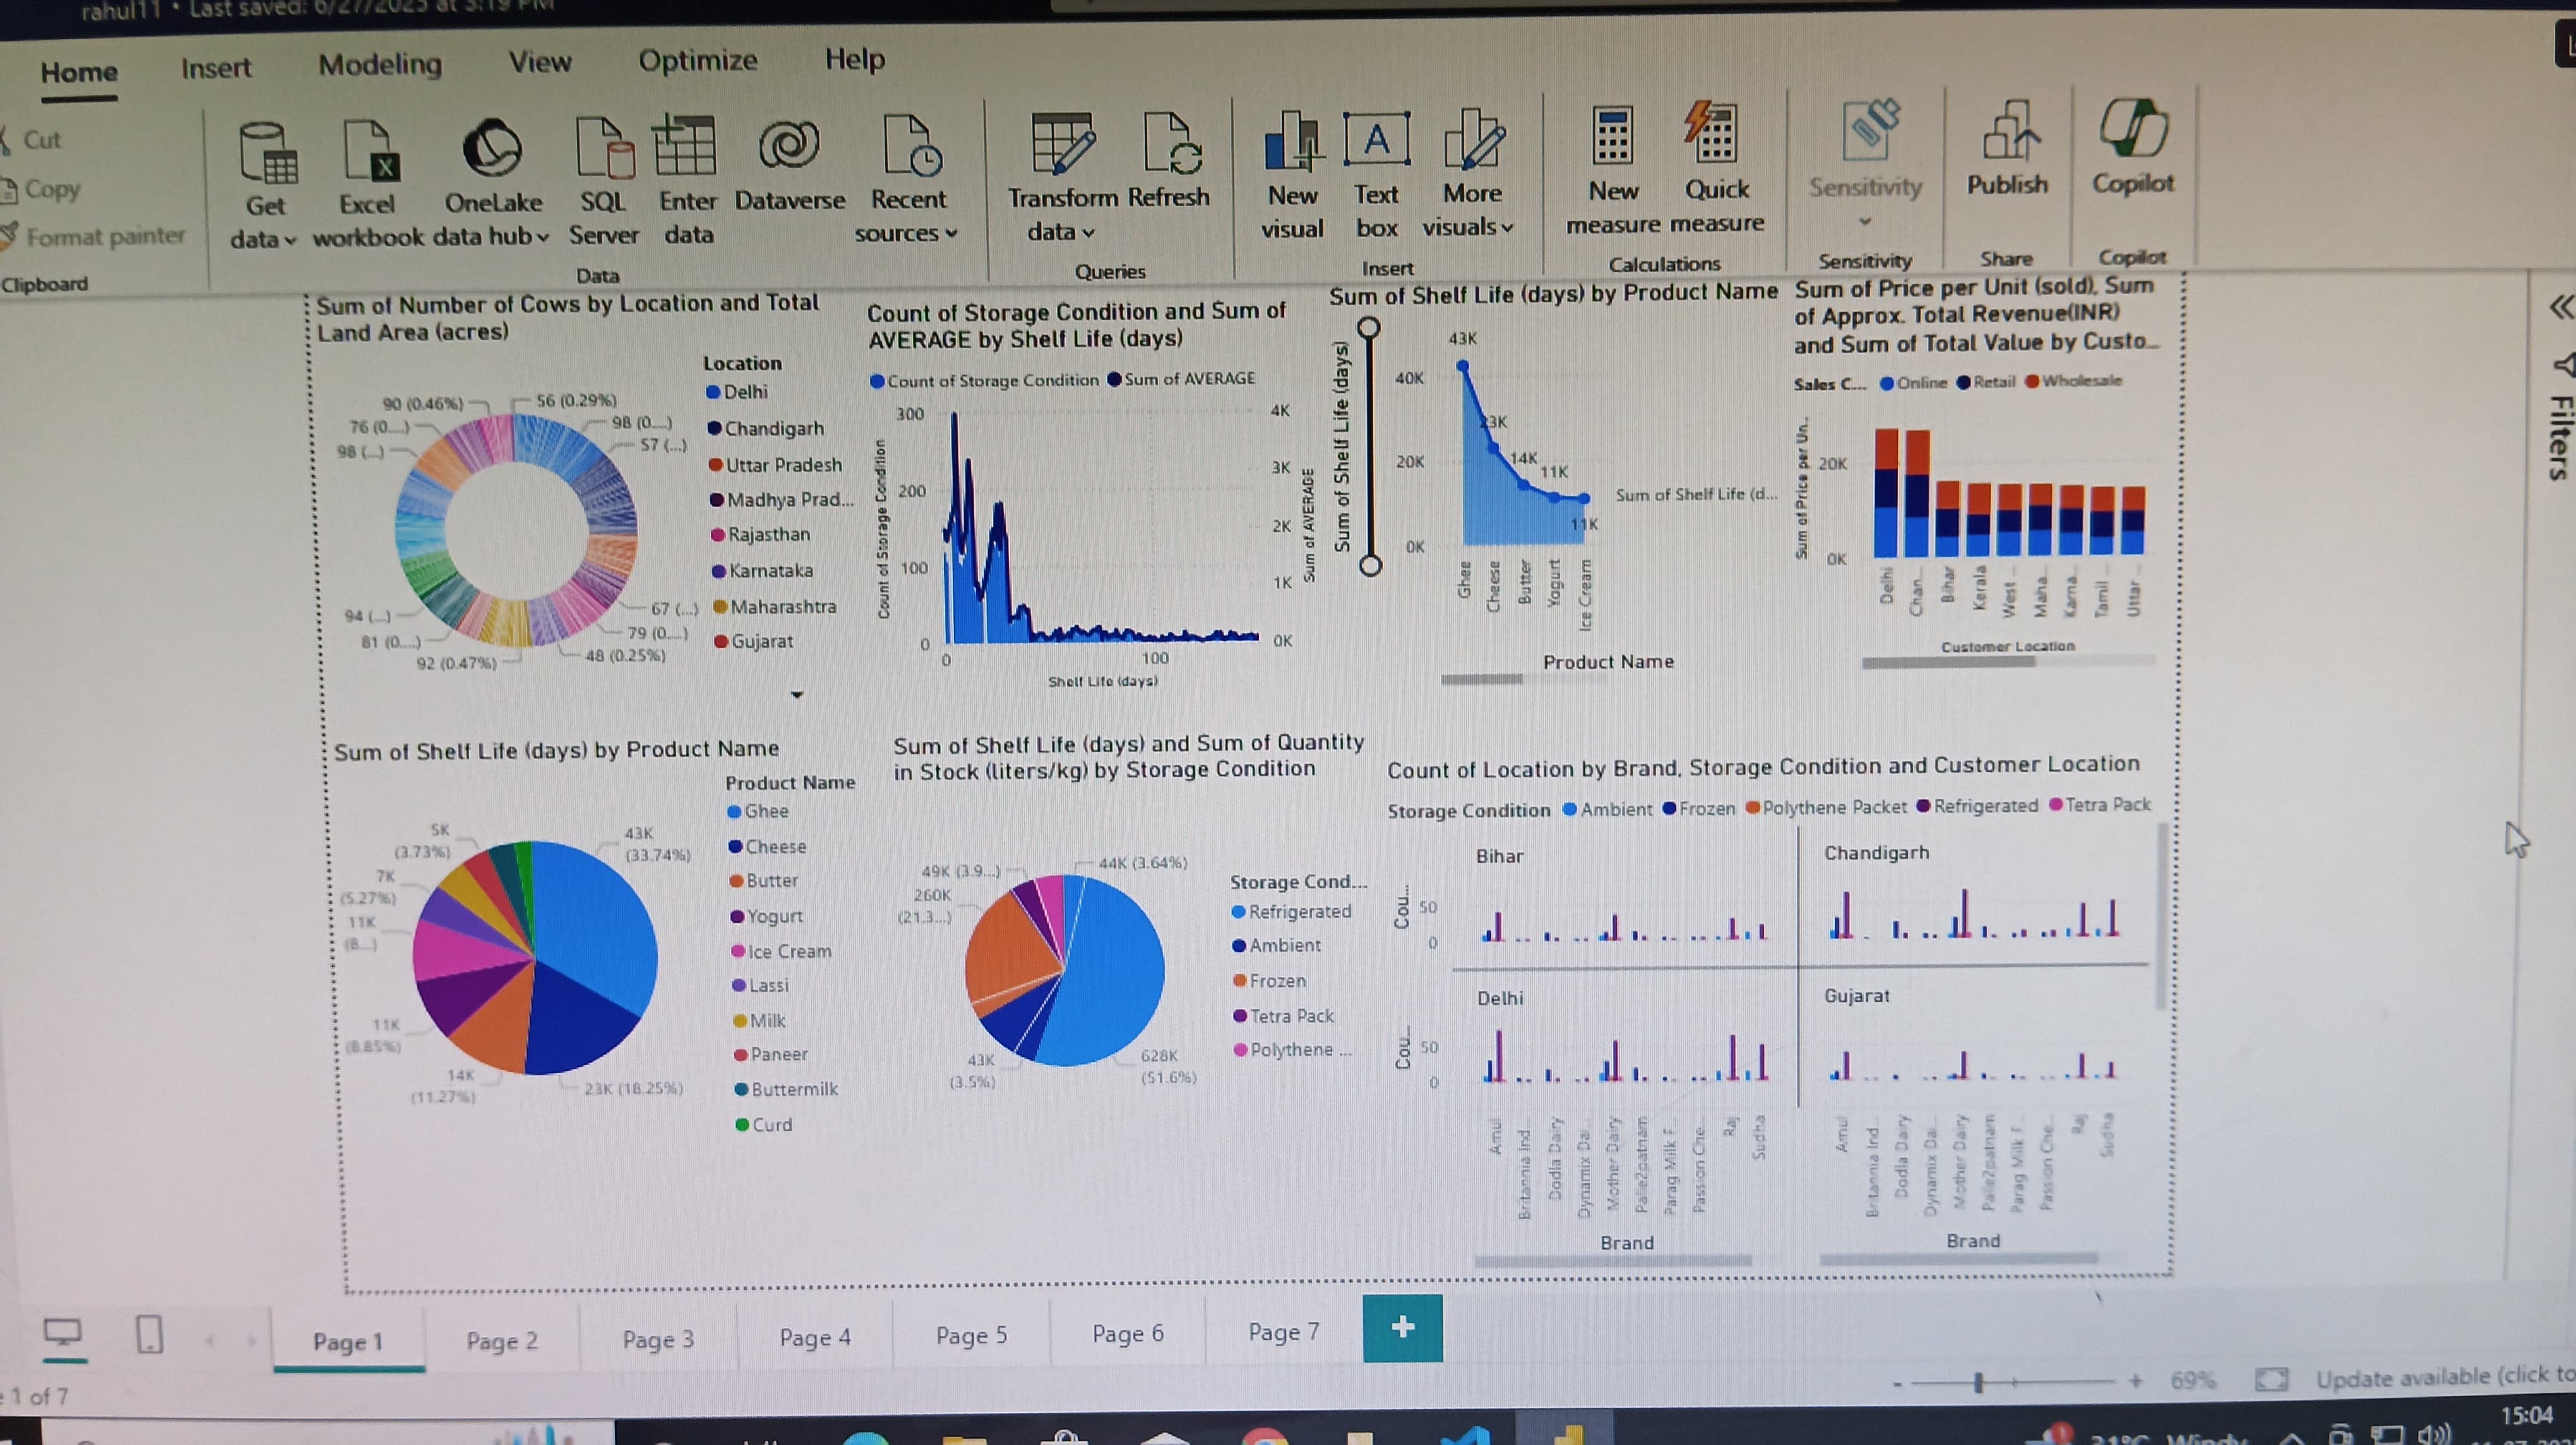 rahul11 • Last saved: 6/27/2025 at 3:19 PM
Home Insert Modeling View Optimize Help
Cut
Copy
Format painter
Clipboard
Get data
Excel workbook
OneLake data hub
SQL Server
Enter data
Dataverse
Recent sources
Data
Transform data
Refresh
Queries
New visual
Text box
More visuals
Insert
New measure
Quick measure
Calculations
Sensitivity
Sensitivity
Publish
Share
Copilot
Copilot
Filters
Sum of Number of Cows by Location and Total
Land Area (acres)
Location
Delhi
Chandigarh
Uttar Pradesh
Madhya Prad...
Rajasthan
Karnataka
Maharashtra
Gujarat
90 (0.46%)
56 (0.29%)
76 (0....)
98 (0....)
98 (...)
57 (...)
94 (...)
67 (...)
81 (0....)
79 (0....)
92 (0.47%)
48 (0.25%)
Count of Storage Condition and Sum of
AVERAGE by Shelf Life (days)
Count of Storage Condition Sum of AVERAGE
Count of Storage Condition
300
200
100
0
4K
3K
2K
1K
0K
Sum of AVERAGE
0 100
Shelf Life (days)
Sum of Shelf Life (days) by Product Name
Sum of Shelf Life (days)
40K
20K
0K
43K
23K
14K
11K
11K
Sum of Shelf Life (d...
Ghee
Cheese
Butter
Yogurt
Ice Cream
Product Name
Sum of Price per Unit (sold), Sum
of Approx. Total Revenue(INR)
and Sum of Total Value by Custo...
Sales C... Online Retail Wholesale
Sum of Price per Un...
20K
0K
Delhi
Chan...
Bihar
Kerala
West ...
Maha...
Karna...
Tamil ...
Uttar ...
Customer Location
Sum of Shelf Life (days) by Product Name
Product Name
Ghee
Cheese
Butter
Yogurt
Ice Cream
Lassi
Milk
Paneer
Buttermilk
Curd
5K
(3.73%)
7K
(5.27%)
11K
(8...)
11K
(8.85%)
14K
(11.27%)
23K (18.25%)
43K
(33.74%)
Sum of Shelf Life (days) and Sum of Quantity
in Stock (liters/kg) by Storage Condition
49K (3.9...)
44K (3.64%)
260K
(21.3...)
43K
(3.5%)
628K
(51.6%)
Storage Cond...
Refrigerated
Ambient
Frozen
Tetra Pack
Polythene ...
Count of Location by Brand, Storage Condition and Customer Location
Storage Condition Ambient Frozen Polythene Packet Refrigerated Tetra Pack
Bihar
Chandigarh
Cou...
50
0
Delhi
Gujarat
Cou...
50
0
Amul
Britannia Ind...
Dodla Dairy
Dynamix Dai...
Mother Dairy
Palle2patnam
Parag Milk F...
Passion Che...
Raj
Sudha
Brand
Amul
Britannia Ind...
Dodla Dairy
Dynamix Dai...
Mother Dairy
Palle2patnam
Parag Milk F...
Passion Che...
Raj
Sudha
Brand
Page 1 Page 2 Page 3 Page 4 Page 5 Page 6 Page 7 +
1 of 7
- + 69% Update available (click to
15:04
31°C Windy